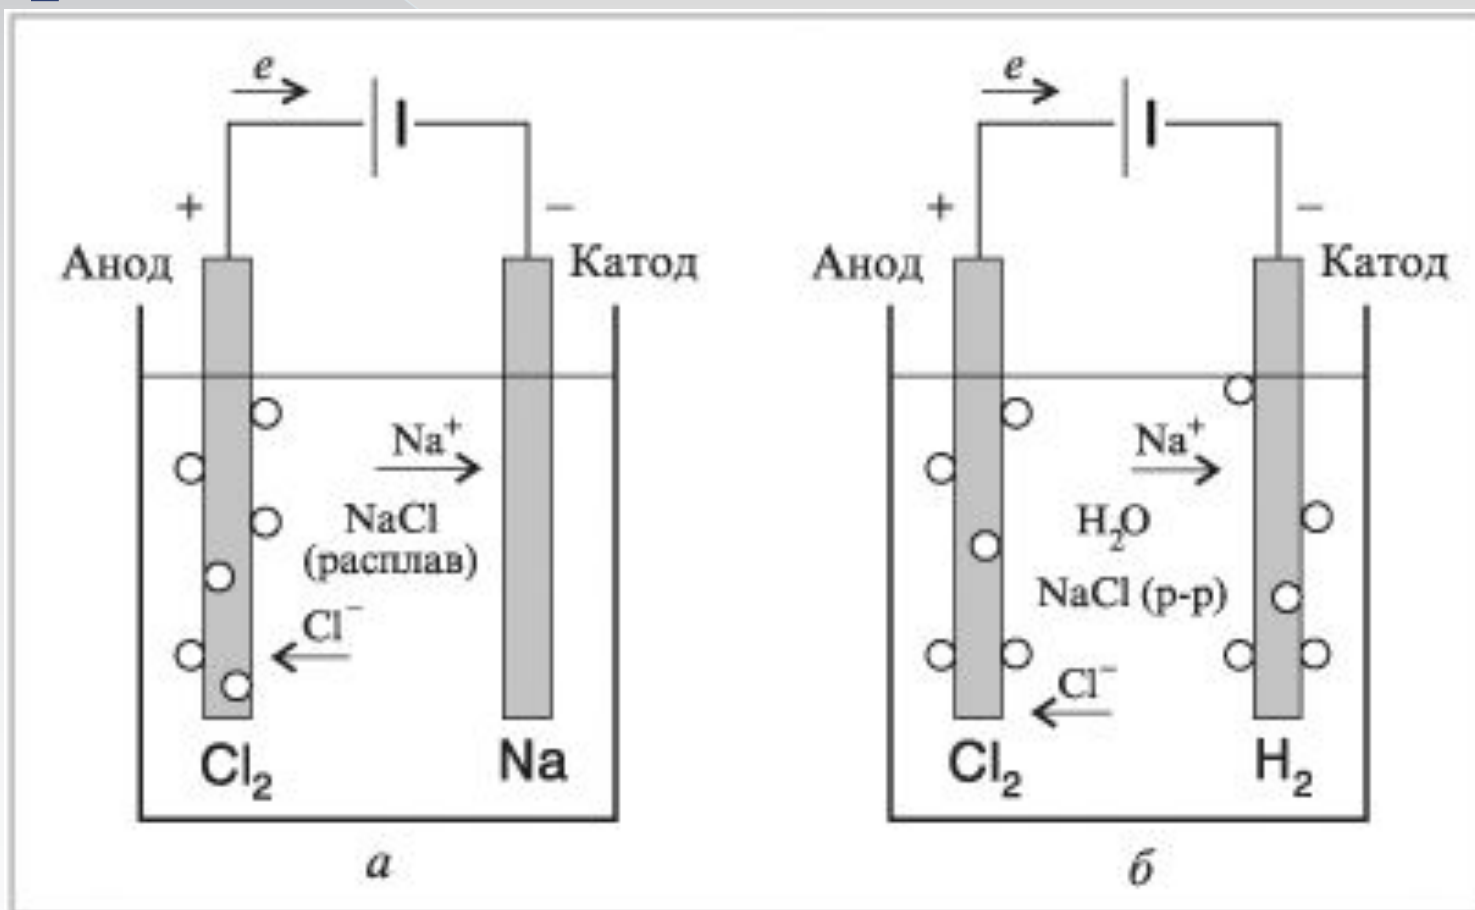 e
+
−
Анод
Катод
Na⁺
NaCl
(расплав)
Cl⁻
Cl₂
Na
а
e
+
−
Анод
Катод
Na⁺
H₂O
NaCl (р-р)
Cl⁻
Cl₂
H₂
б